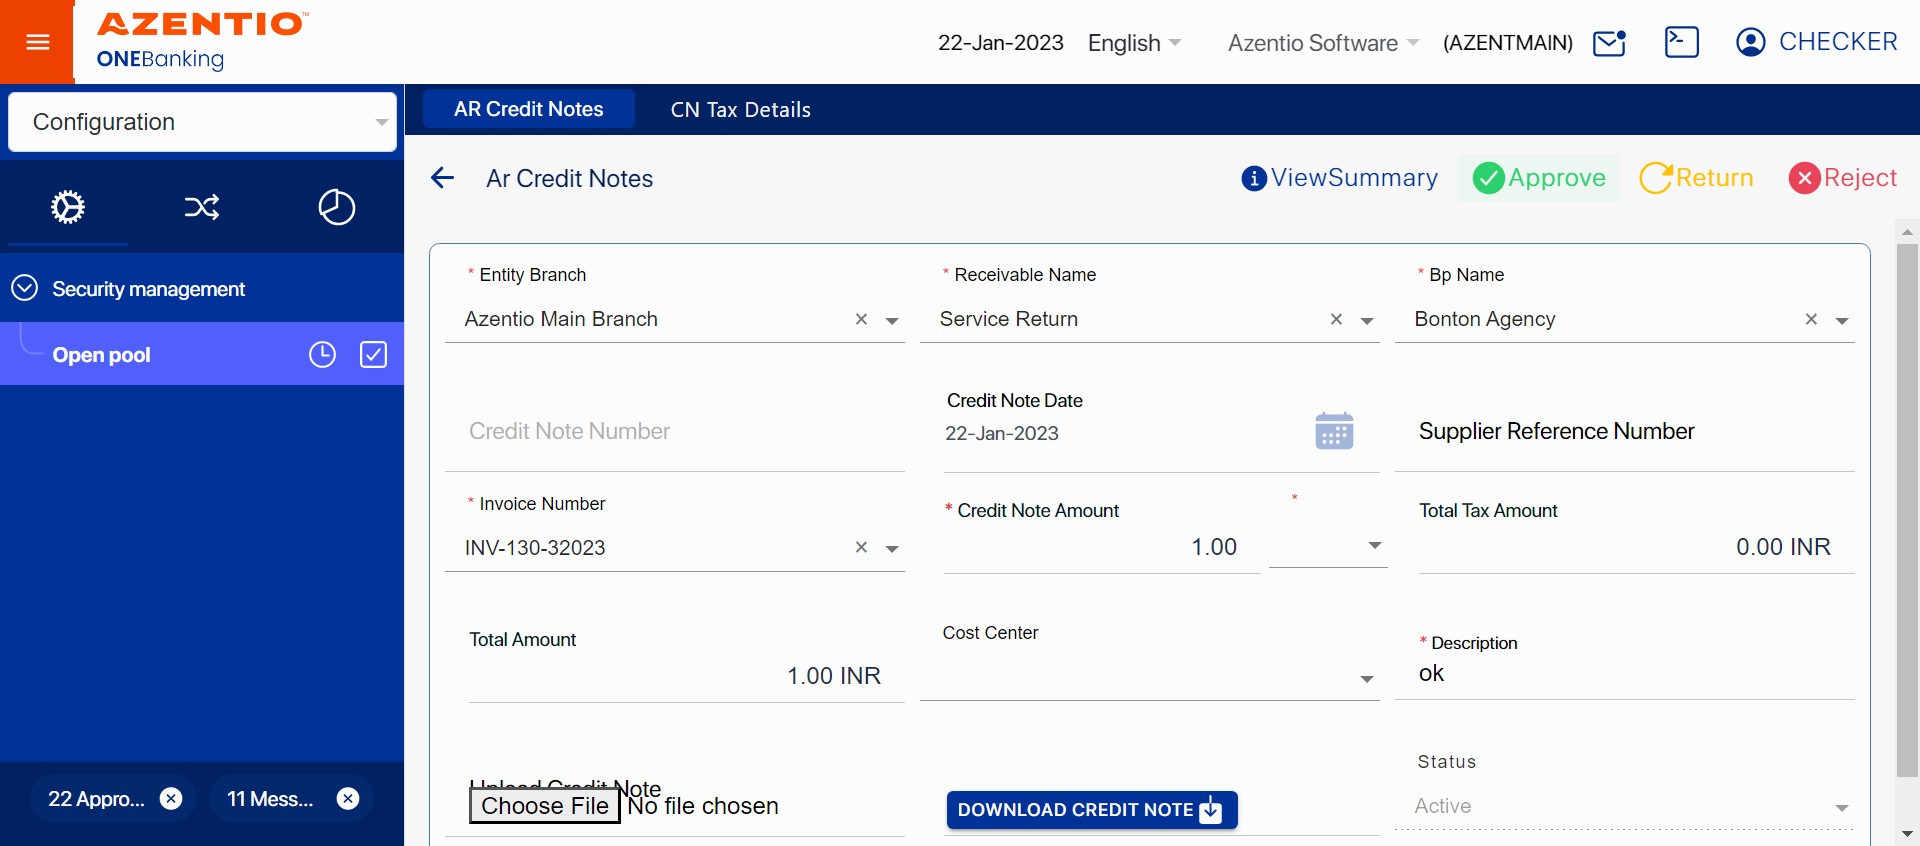 AZENTIO™
ONEBanking
22-Jan-2023
English
Azentio Software
(AZENTMAIN)
CHECKER
Configuration
AR Credit Notes
CN Tax Details
Ar Credit Notes
ViewSummary
Approve
Return
Reject
Security management
Open pool
* Entity Branch
* Receivable Name
* Bp Name
Azentio Main Branch
Service Return
Bonton Agency
Credit Note Number
Credit Note Date
22-Jan-2023
Supplier Reference Number
* Invoice Number
* Credit Note Amount
*
Total Tax Amount
INV-130-32023
1.00
0.00 INR
Total Amount
1.00 INR
Cost Center
* Description
ok
Upload Credit Note
Choose File No file chosen
DOWNLOAD CREDIT NOTE
Status
Active
22 Appro...
11 Mess...